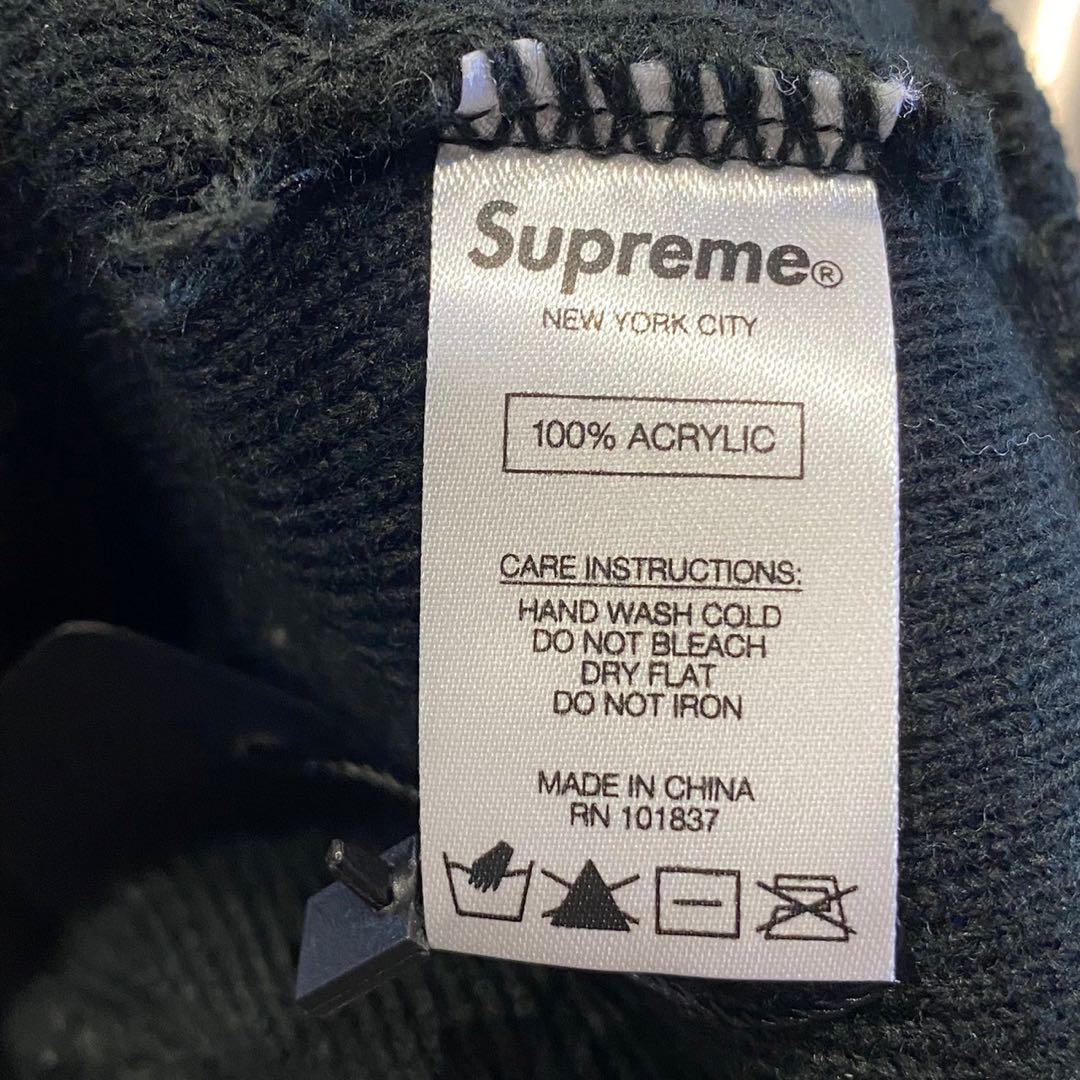 Supreme®
NEW YORK CITY
100% ACRYLIC
CARE INSTRUCTIONS:
HAND WASH COLD
DO NOT BLEACH
DRY FLAT
DO NOT IRON
MADE IN CHINA
RN 101837